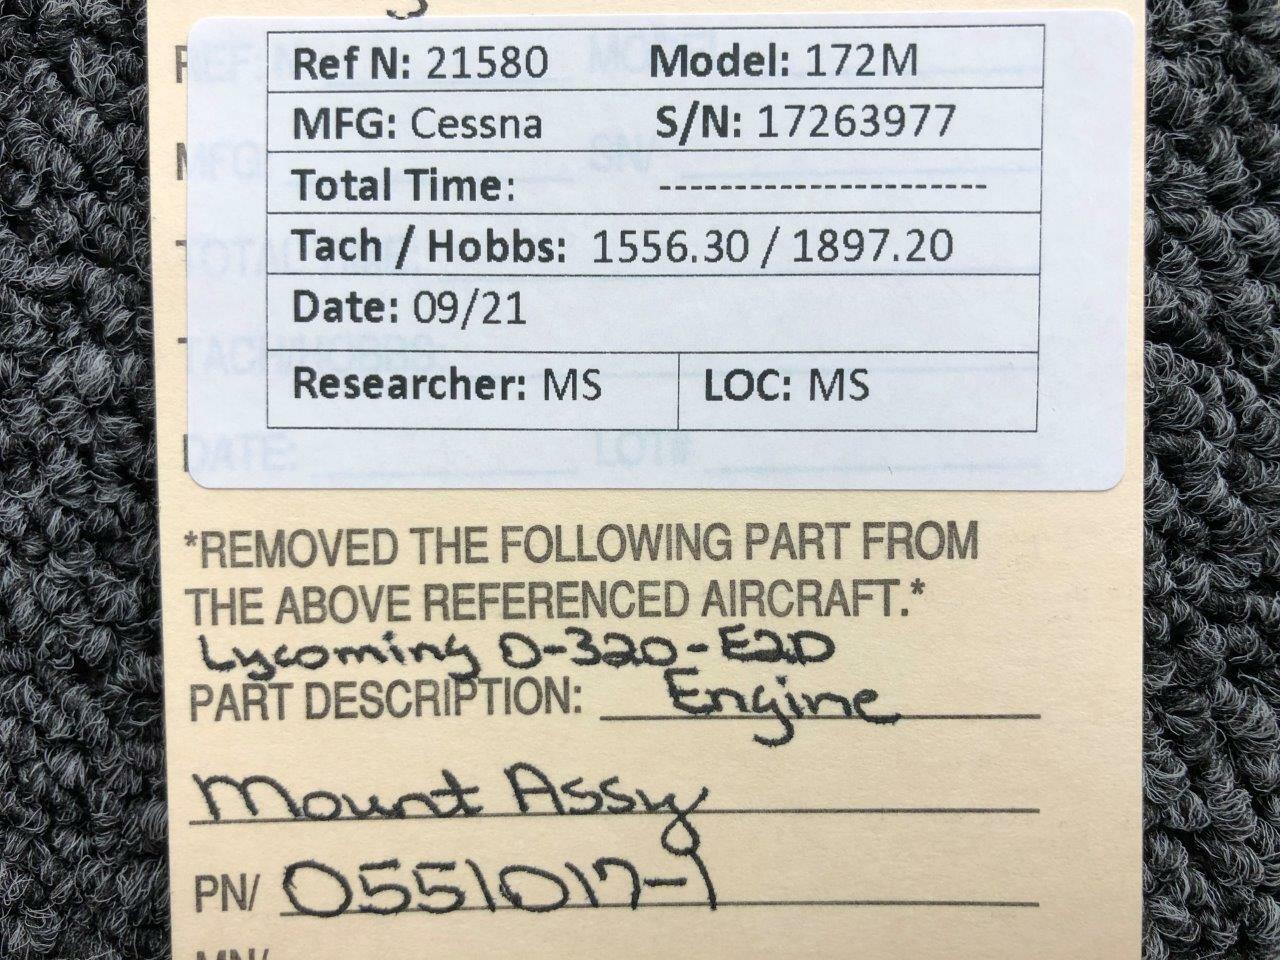 Ref N: 21580 Model: 172M
MFG: Cessna S/N: 17263977
Total Time: ----------------------
Tach / Hobbs: 1556.30 / 1897.20
Date: 09/21
Researcher: MS LOC: MS
*REMOVED THE FOLLOWING PART FROM
THE ABOVE REFERENCED AIRCRAFT.*
Lycoming O-320-E2D
PART DESCRIPTION: Engine
Mount Assy
PN/ 0551017-1
MN/